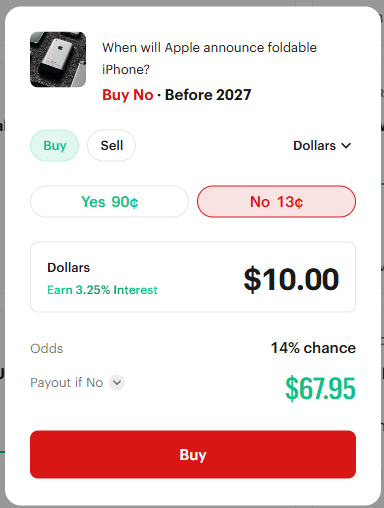 When will Apple announce foldable
iPhone?
Buy No · Before 2027
Buy
Sell
Dollars
Yes 90¢
No 13¢
Dollars
Earn 3.25% Interest
$10.00
Odds
14% chance
Payout if No
$67.95
Buy